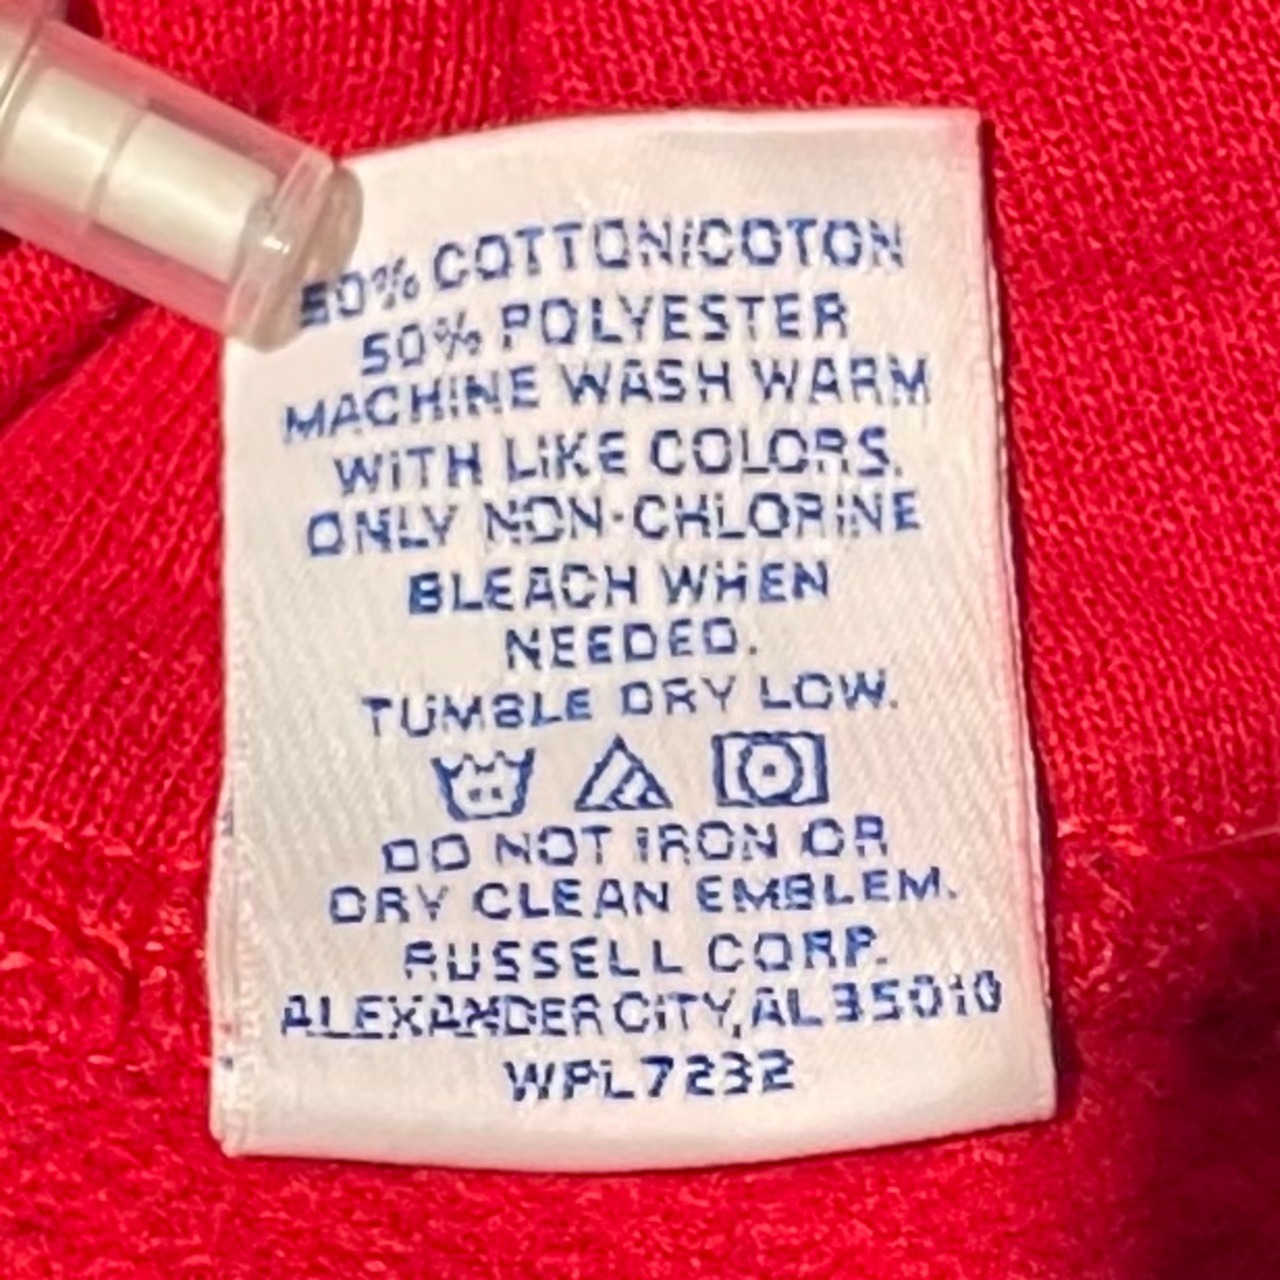 50% COTTON/COTON
50% POLYESTER
MACHINE WASH WARM
WITH LIKE COLORS.
ONLY NON-CHLORINE
BLEACH WHEN
NEEDED.
TUMBLE DRY LOW.
DO NOT IRON OR
DRY CLEAN EMBLEM.
RUSSELL CORP.
ALEXANDER CITY, AL 35010
WPL7232